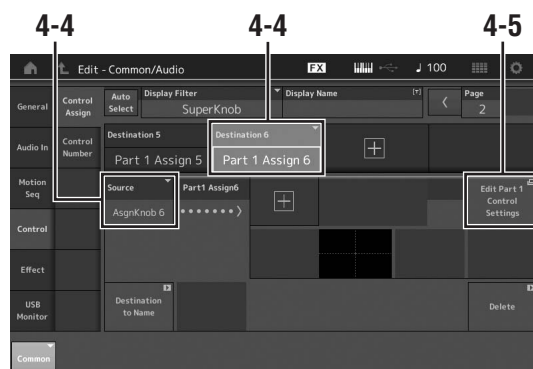 4-4
4-4
4-5
Edit - Common/Audio
FX
♩ 100
General
Control
Assign
Auto
Select
Display Filter
SuperKnob
Display Name
[T]
Page
2
Audio In
Control
Number
Destination 5
Part 1 Assign 5
Destination 6
Part 1 Assign 6
Motion
Seq
Source
AsgnKnob 6
Part1 Assign6
Edit Part 1
Control
Settings
Control
Effect
USB
Monitor
Destination
to Name
Delete
Common